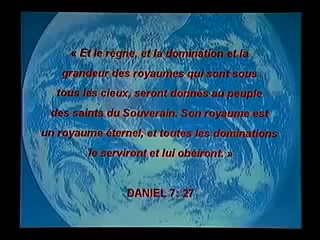 « Et le règne, et la domination et la
grandeur des royaumes qui sont sous
tous les cieux, seront donnés au peuple
des saints du Souverain. Son royaume est
un royaume éternel, et toutes les dominations
le serviront et lui obéiront. »
DANIEL 7: 27